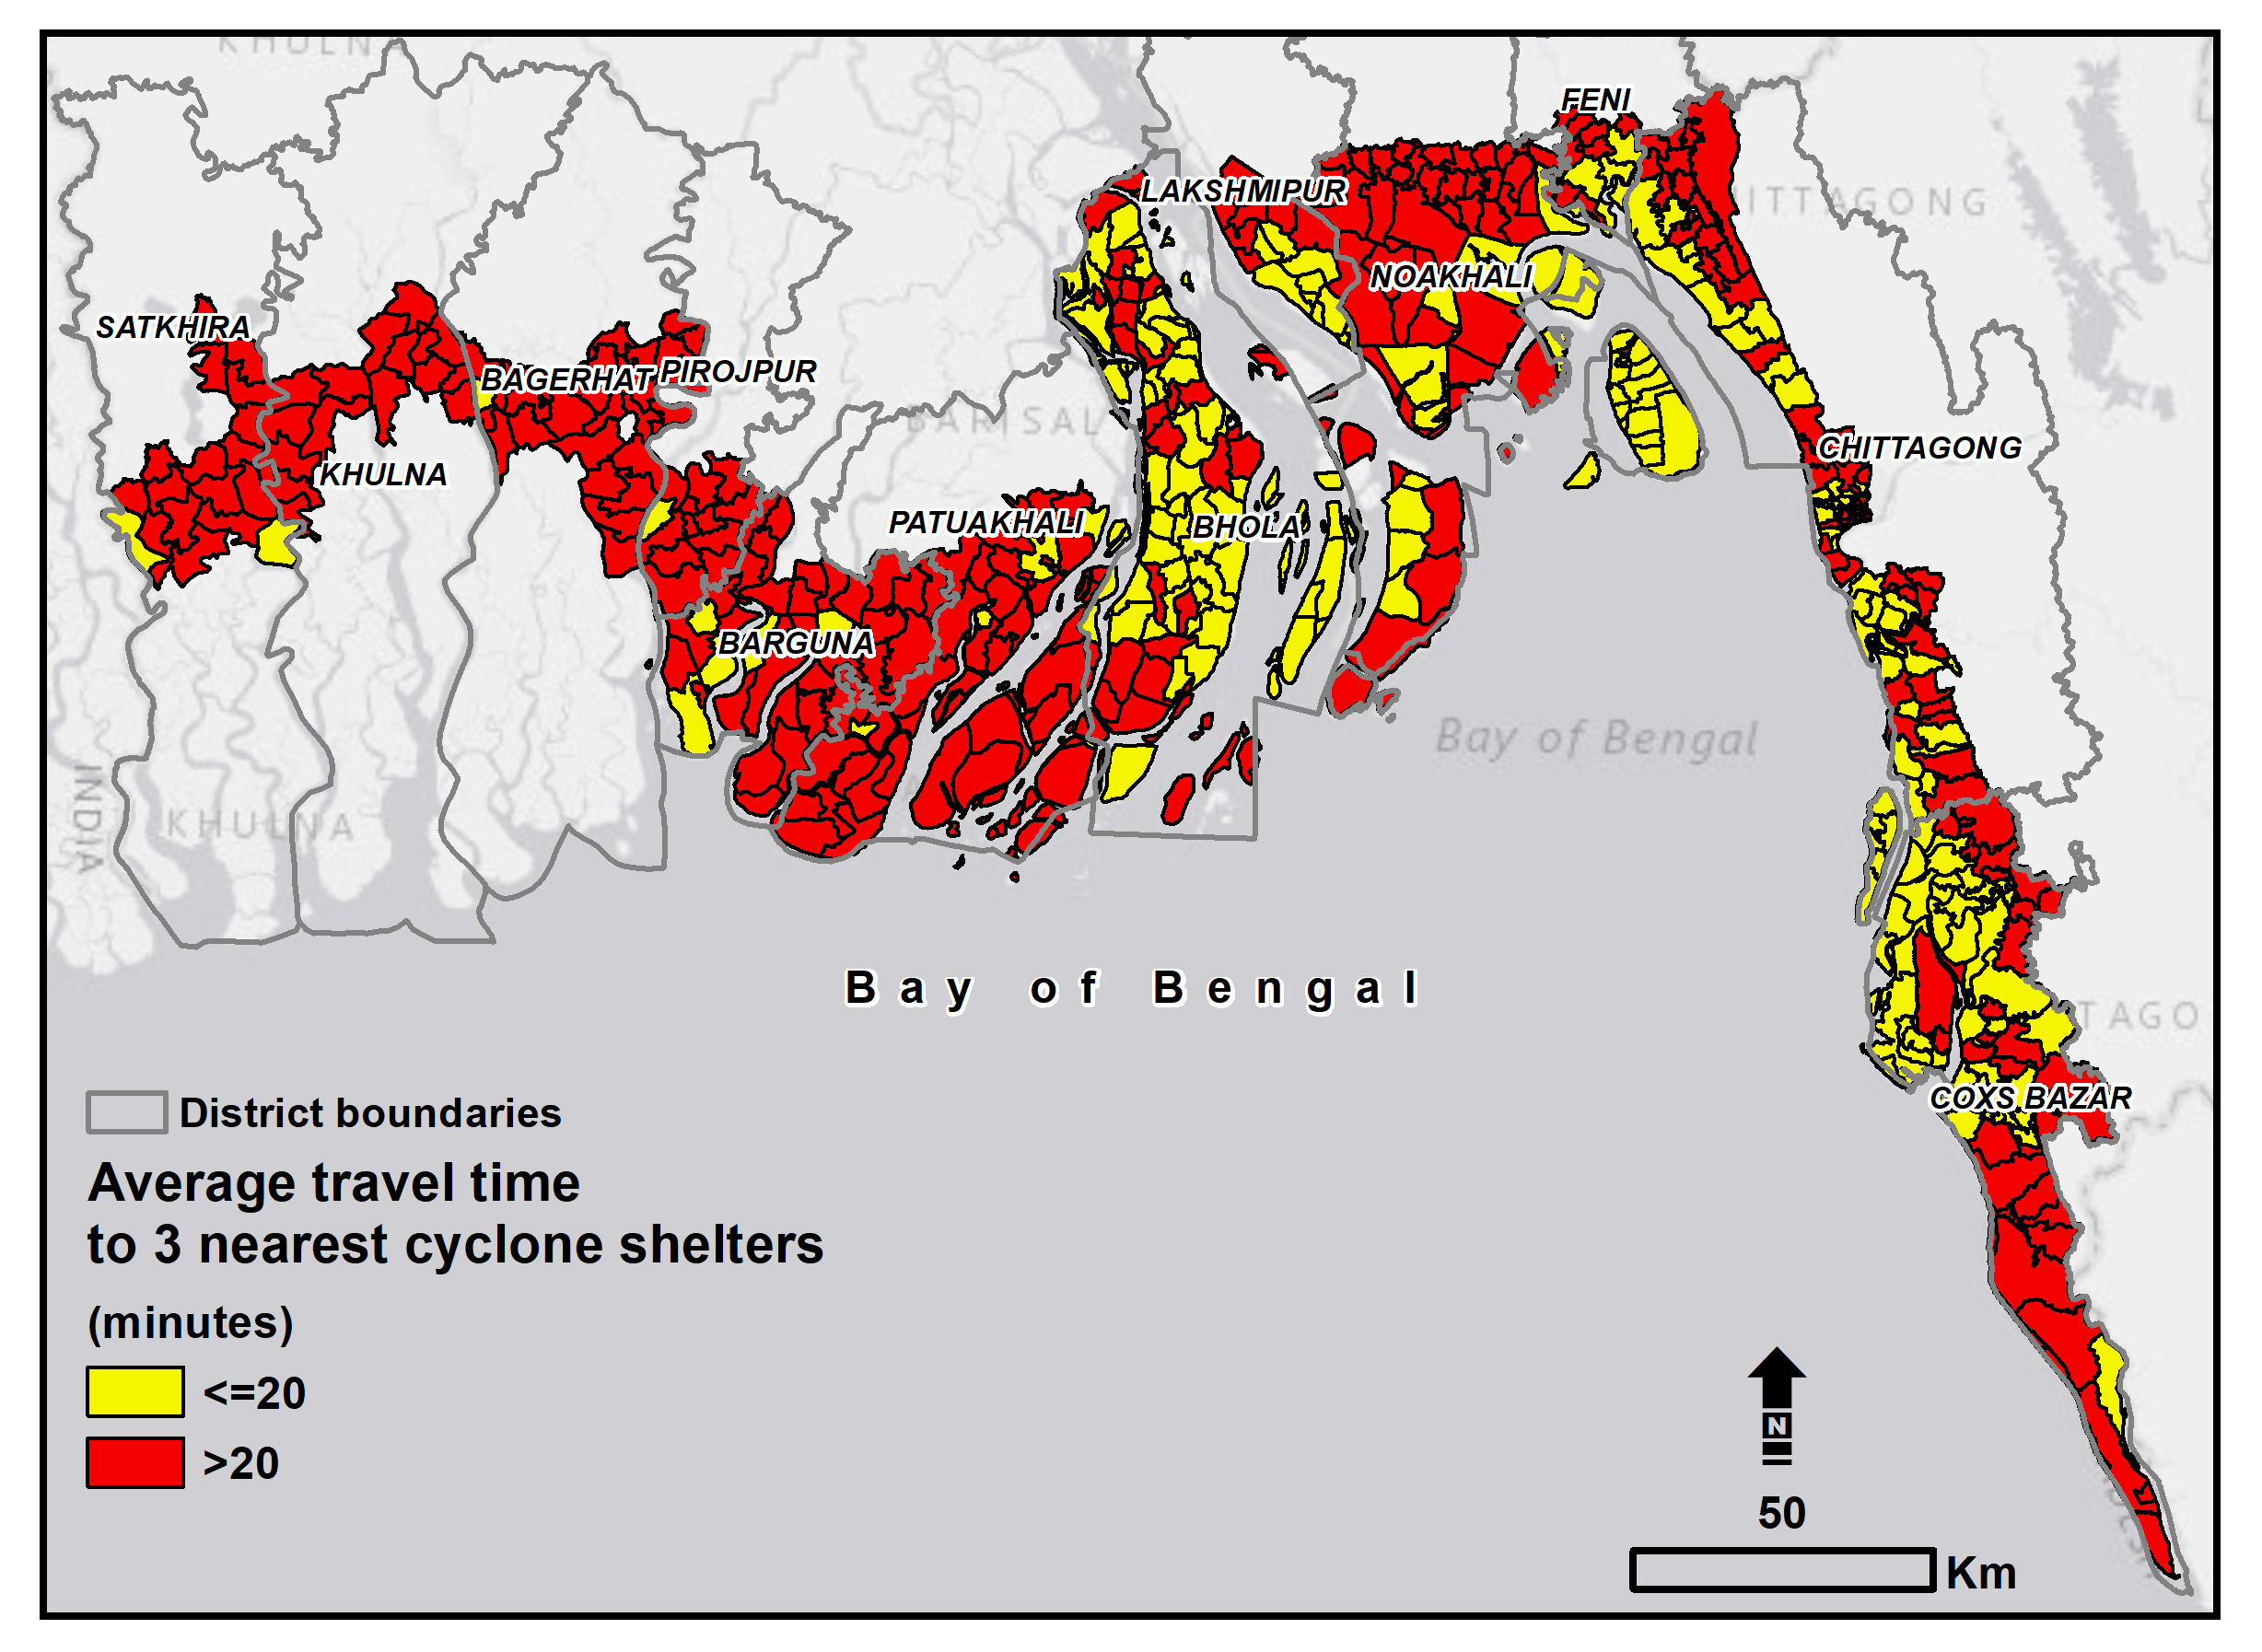 KHULNA
FENI
LAKSHMIPUR
CHITTAGONG
NOAKHALI
SATKHIRA
BAGERHAT
PIROJPUR
BARISAL
CHITTAGONG
KHULNA
PATUAKHALI
BHOLA
BARGUNA
Bay of Bengal
INDIA
KHULNA
Bay of Bengal
TAGO
COXS BAZAR
District boundaries
Average travel time
to 3 nearest cyclone shelters
(minutes)
<=20
>20
N
50
Km